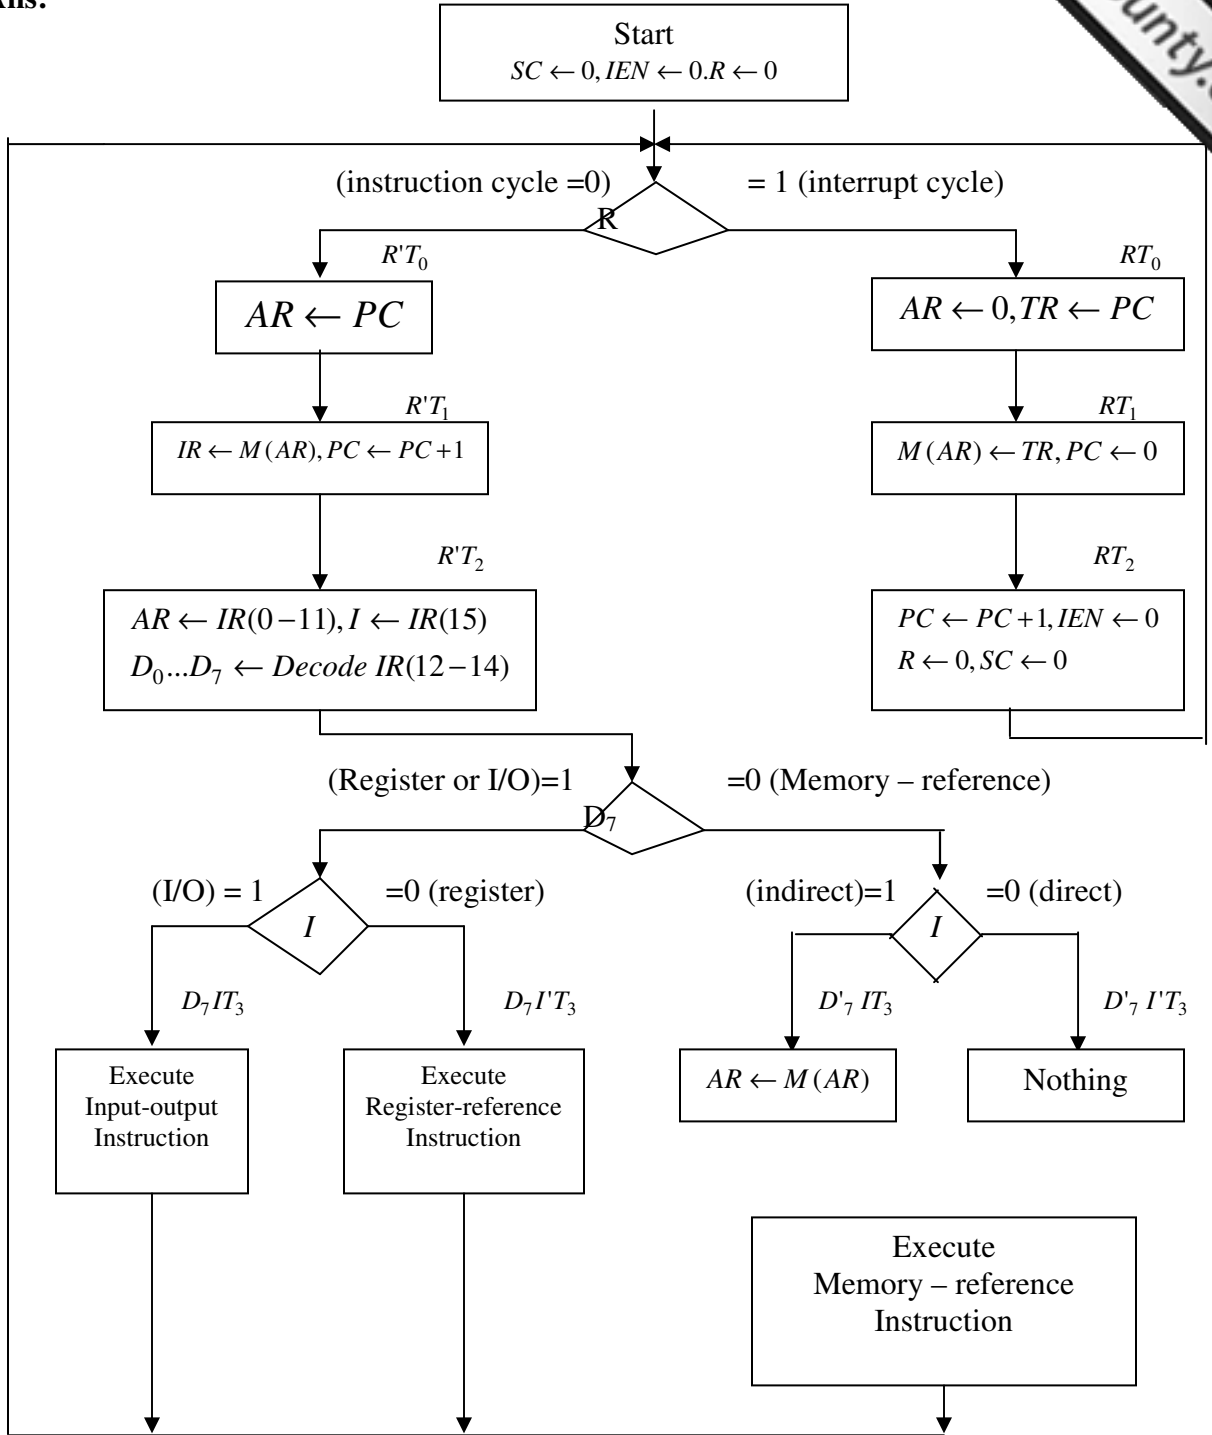 Start
SC ← 0, IEN ← 0.R ← 0
(instruction cycle =0)
= 1 (interrupt cycle)
R
R'T₀
RT₀
AR ← PC
AR ← 0, TR ← PC
R'T₁
RT₁
IR ← M (AR), PC ← PC +1
M (AR) ← TR, PC ← 0
R'T₂
RT₂
AR ← IR(0−11), I ← IR(15)
D₀...D₇ ← Decode IR(12−14)
PC ← PC +1, IEN ← 0
R ← 0, SC ← 0
(Register or I/O)=1
=0 (Memory – reference)
D₇
(I/O) = 1
=0 (register)
(indirect)=1
=0 (direct)
I
I
D₇IT₃
D₇I'T₃
D'₇ IT₃
D'₇ I'T₃
Execute
Input-output
Instruction
Execute
Register-reference
Instruction
AR ← M (AR)
Nothing
Execute
Memory – reference
Instruction